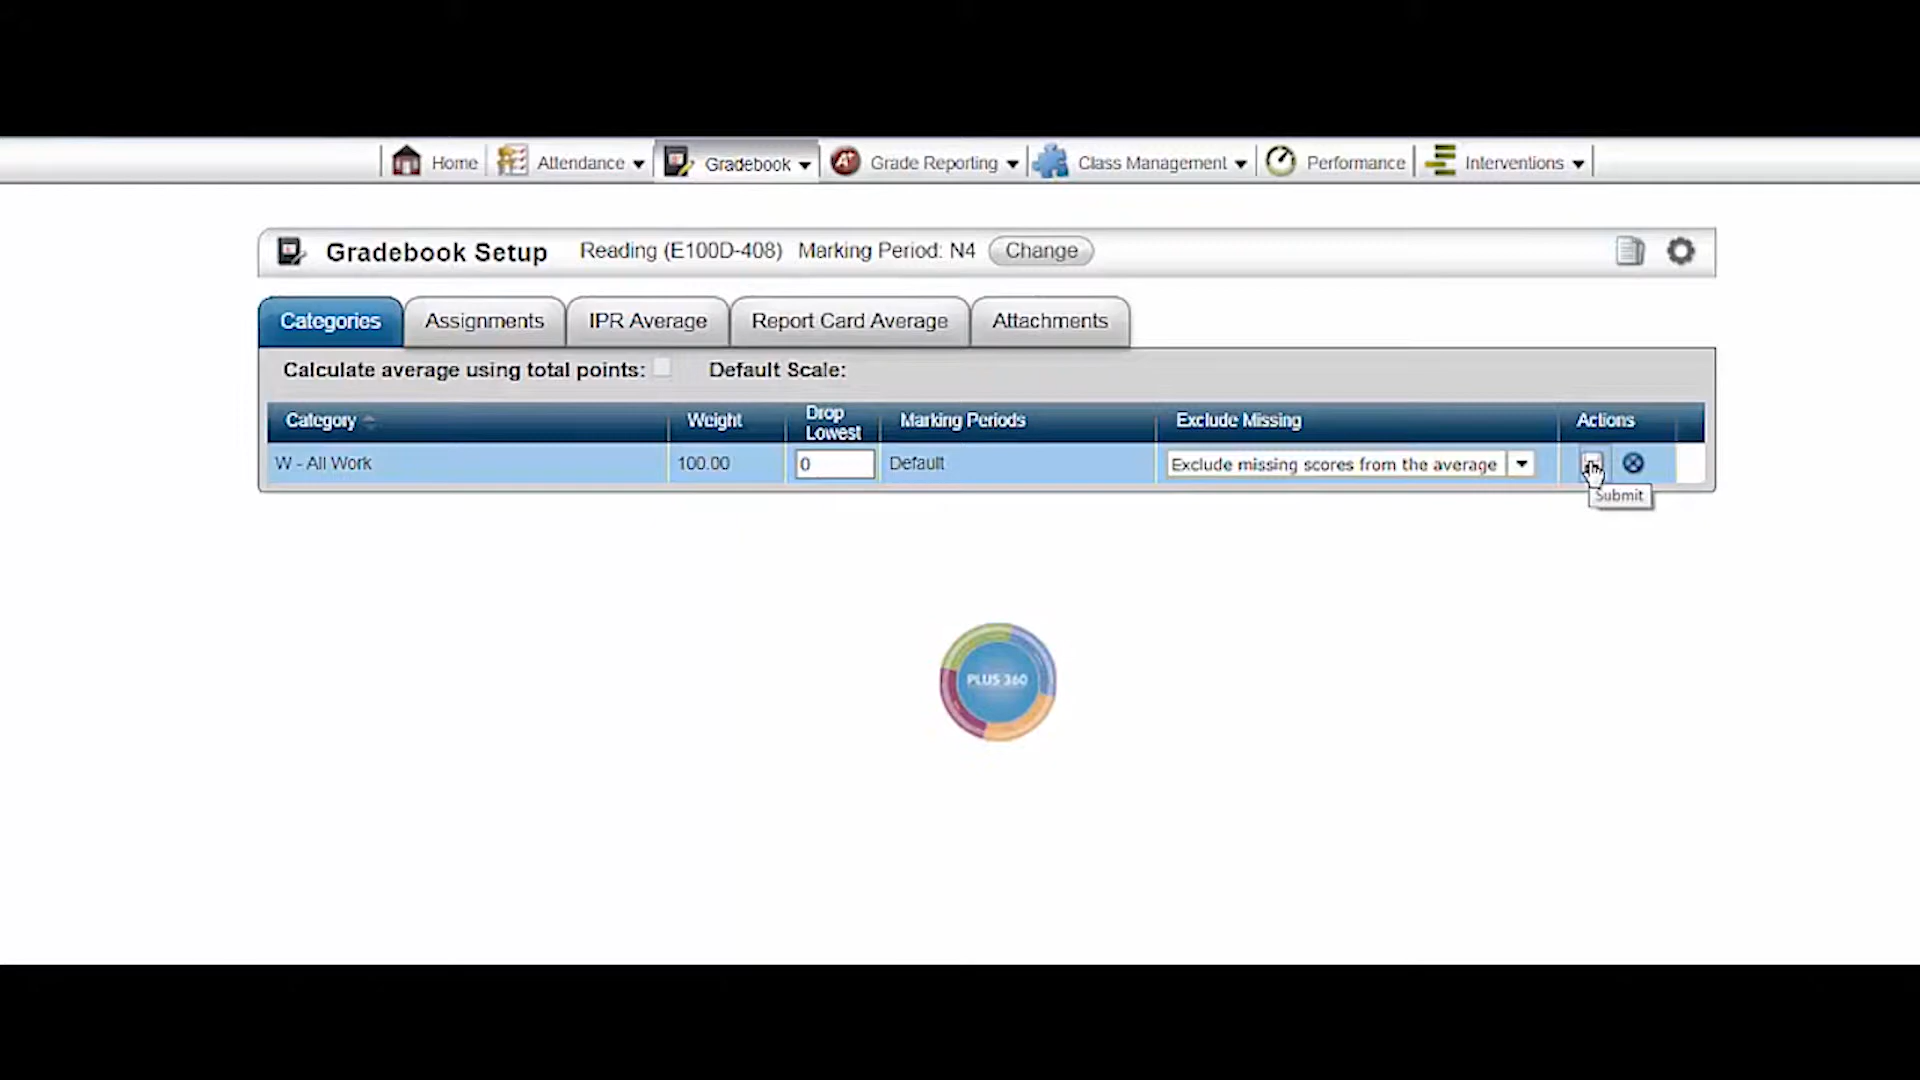 Home Attendance Gradebook Grade Reporting Class Management Performance Interventions
Gradebook Setup Reading (E100D-408) Marking Period: N4 Change
Categories Assignments IPR Average Report Card Average Attachments
Calculate average using total points: Default Scale:
Category Weight Drop Lowest Marking Periods Exclude Missing Actions
W - All Work 100.00 0 Default Exclude missing scores from the average
Submit
PLUS 360